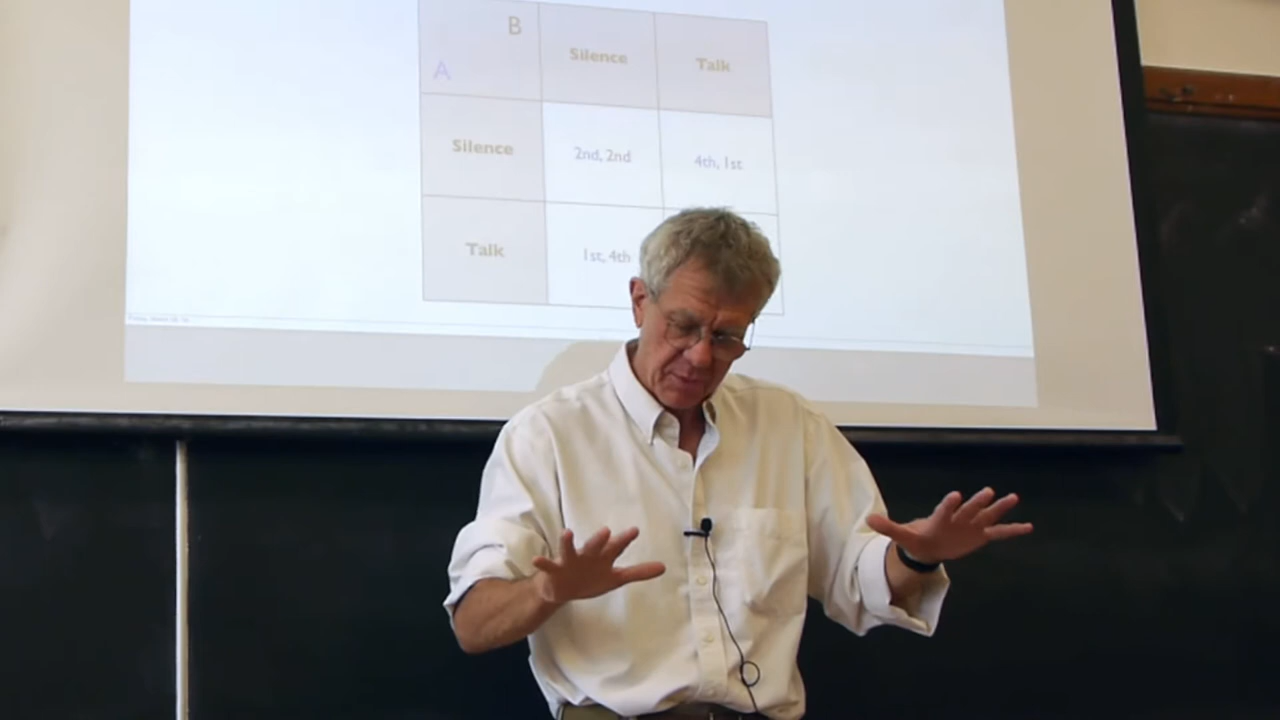 B
A
Silence Talk
Silence 2nd, 2nd 4th, 1st
Talk 1st, 4th